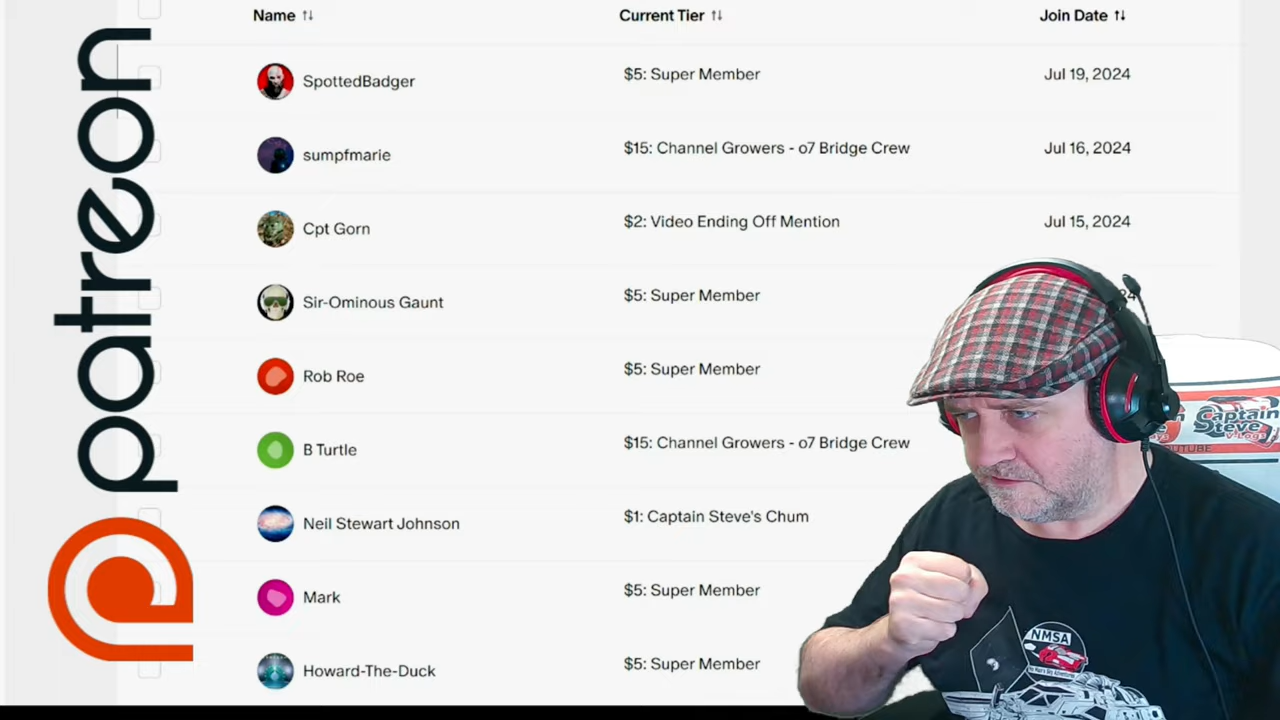 patreon
Name ↑↓ Current Tier ↑↓ Join Date ↑↓
SpottedBadger $5: Super Member Jul 19, 2024
sumpfmarie $15: Channel Growers - o7 Bridge Crew Jul 16, 2024
Cpt Gorn $2: Video Ending Off Mention Jul 15, 2024
Sir-Ominous Gaunt $5: Super Member
Rob Roe $5: Super Member
B Turtle $15: Channel Growers - o7 Bridge Crew
Neil Stewart Johnson $1: Captain Steve's Chum
Mark $5: Super Member
Howard-The-Duck $5: Super Member
Captain
Steve
NMSA